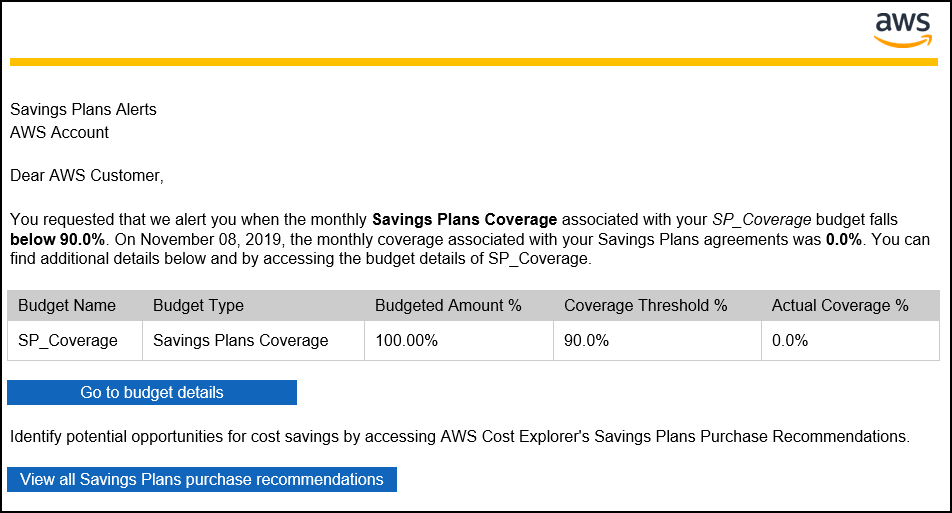 aws
Savings Plans Alerts
AWS Account
Dear AWS Customer,
You requested that we alert you when the monthly Savings Plans Coverage associated with your SP_Coverage budget falls
below 90.0%. On November 08, 2019, the monthly coverage associated with your Savings Plans agreements was 0.0%. You can
find additional details below and by accessing the budget details of SP_Coverage.
Budget Name Budget Type Budgeted Amount % Coverage Threshold % Actual Coverage %
SP_Coverage Savings Plans Coverage 100.00% 90.0% 0.0%
Go to budget details
Identify potential opportunities for cost savings by accessing AWS Cost Explorer's Savings Plans Purchase Recommendations.
View all Savings Plans purchase recommendations